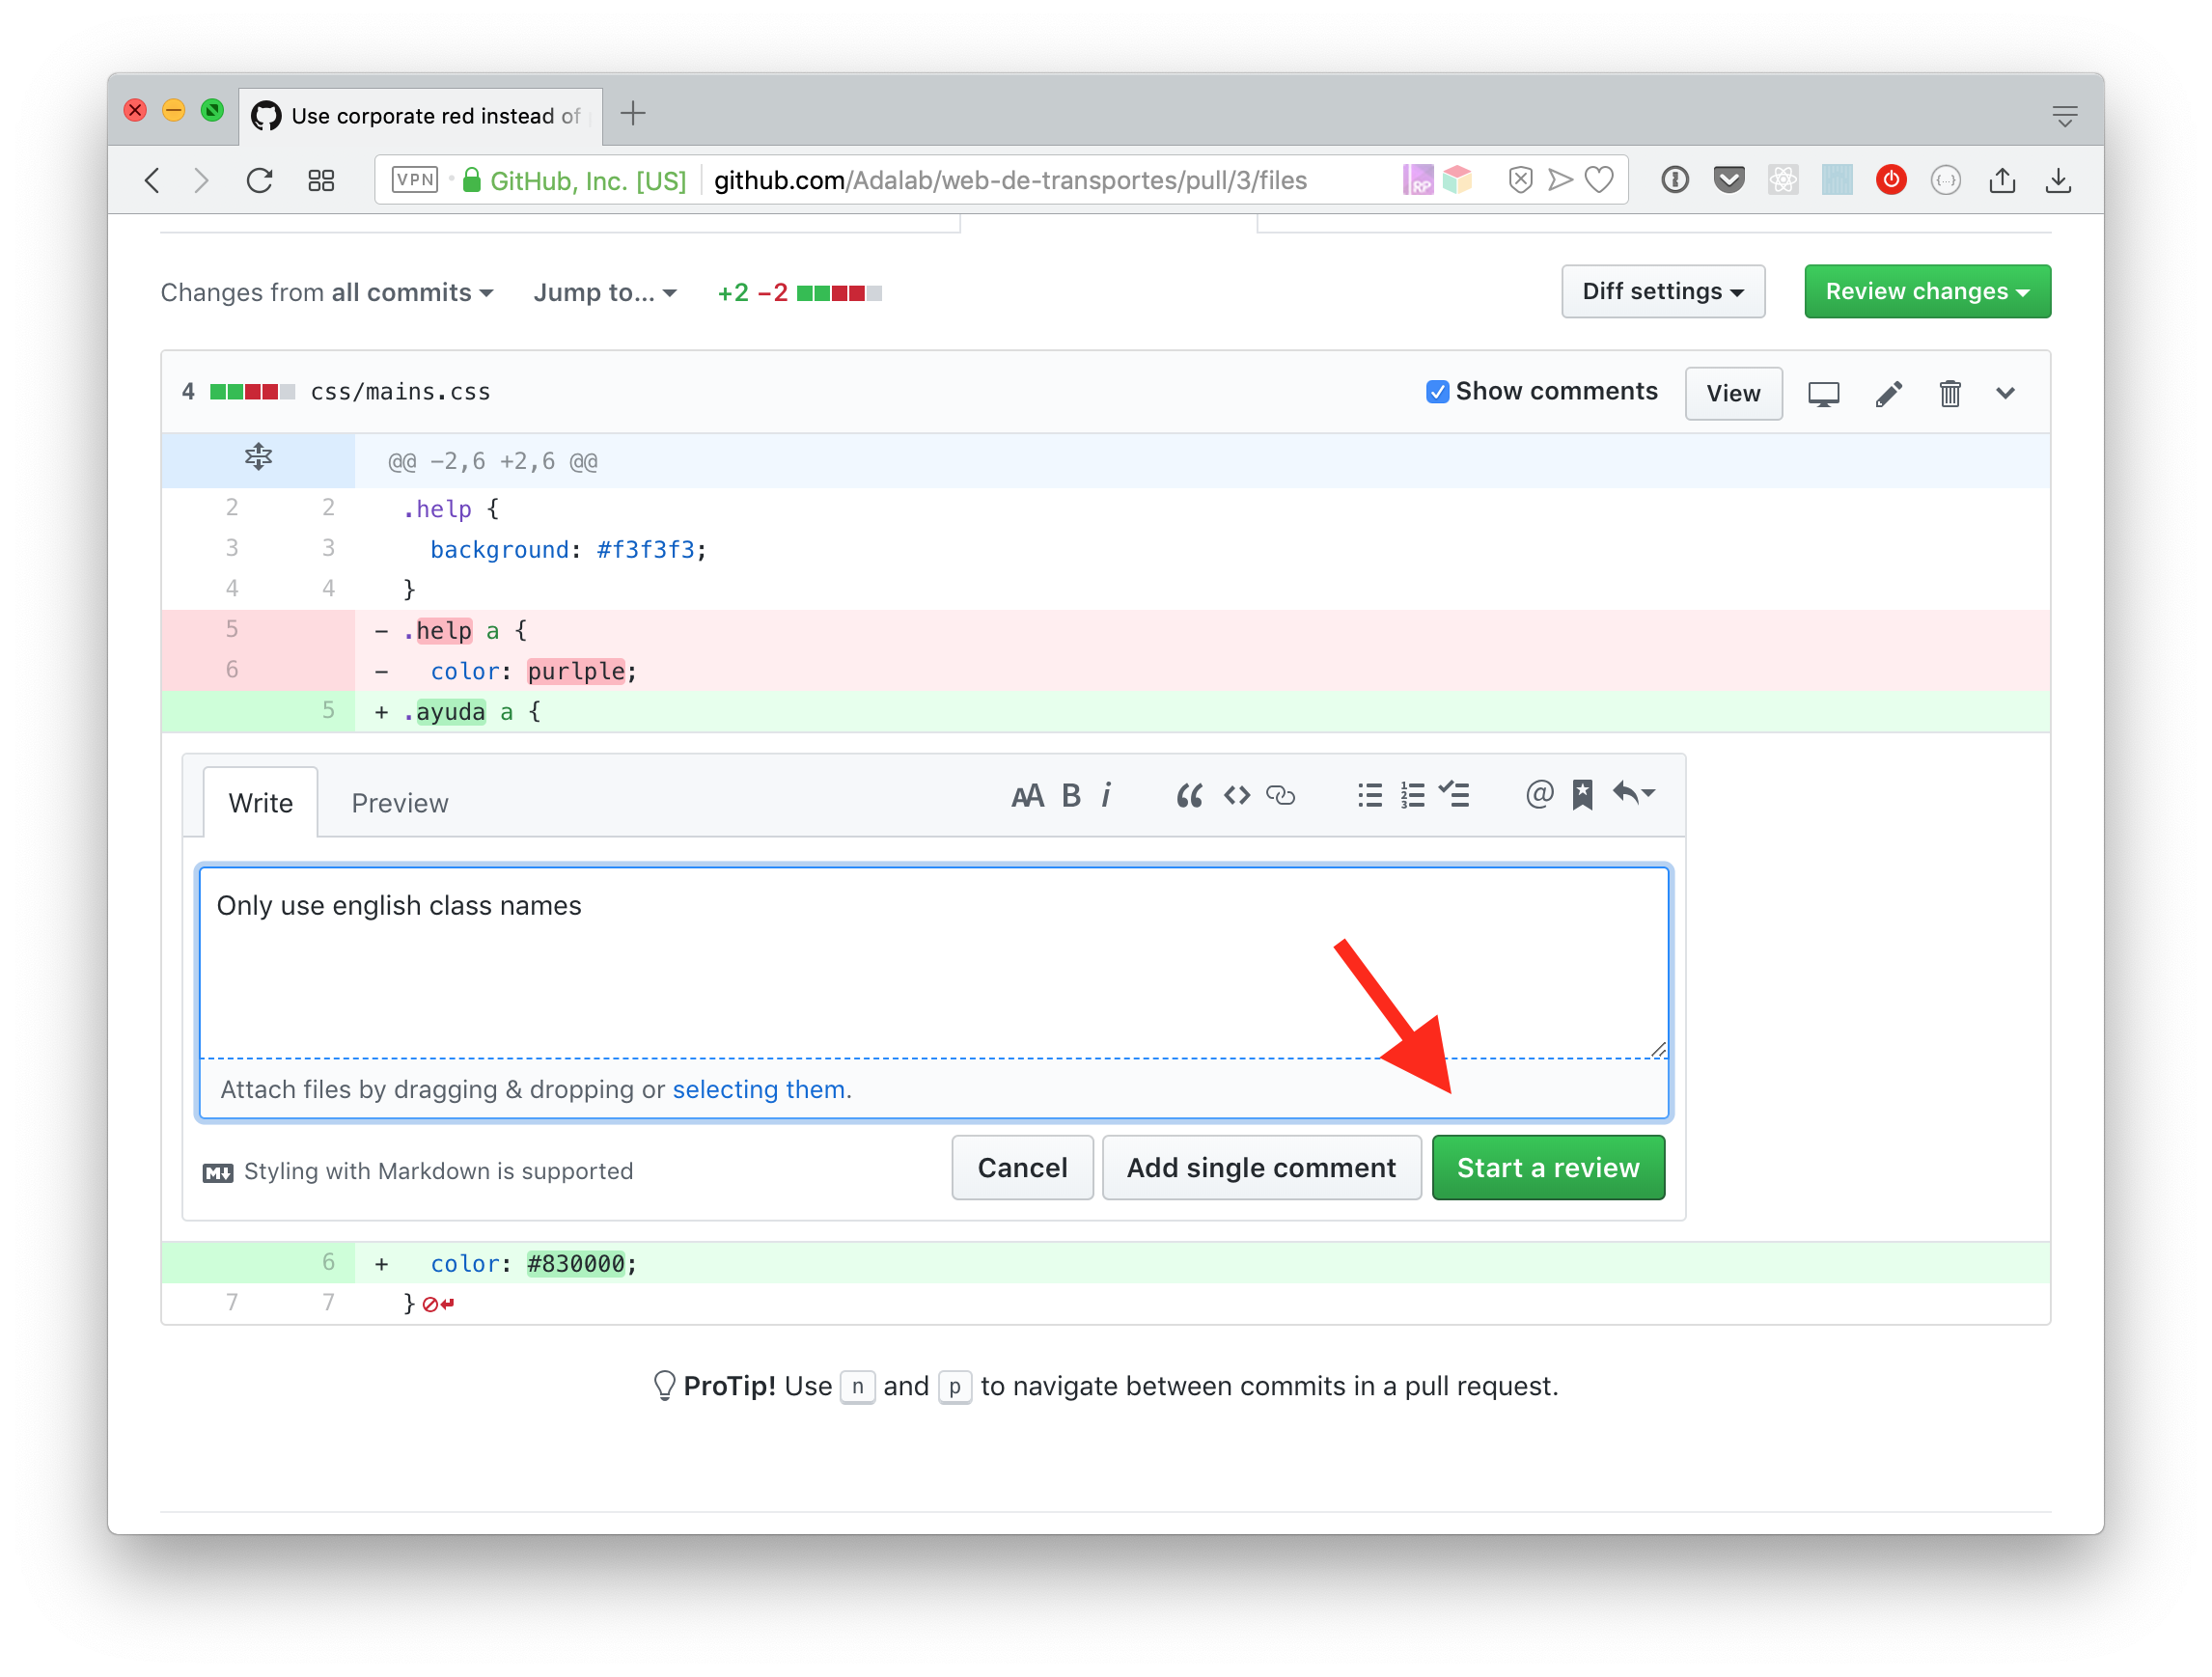 Use corporate red instead of
VPN GitHub, Inc. [US] github.com/Adalab/web-de-transportes/pull/3/files
Changes from all commits Jump to... +2 −2 Diff settings Review changes
4 css/mains.css Show comments View
@@ -2,6 +2,6 @@
2 2 .help {
3 3 background: #f3f3f3;
4 4 }
5 - .help a {
6 - color: purlple;
5 + .ayuda a {
Write Preview
Only use english class names
Attach files by dragging & dropping or selecting them.
Styling with Markdown is supported Cancel Add single comment Start a review
6 + color: #830000;
7 7 }
ProTip! Use n and p to navigate between commits in a pull request.